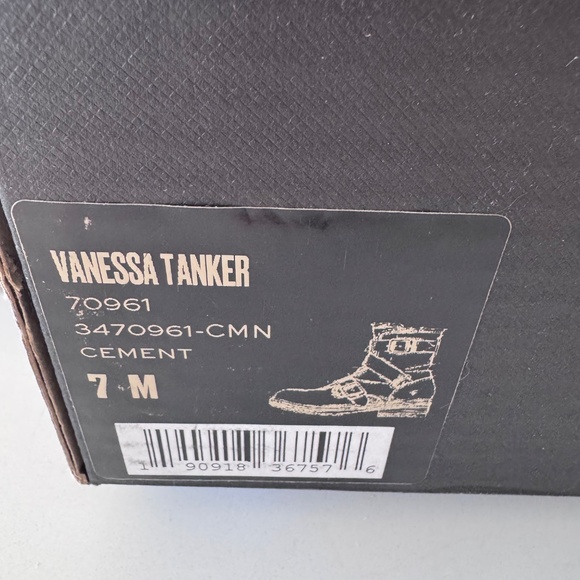 VANESSA TANKER
70961
3470961-CMN
CEMENT
7 M
1 90918 36757 6